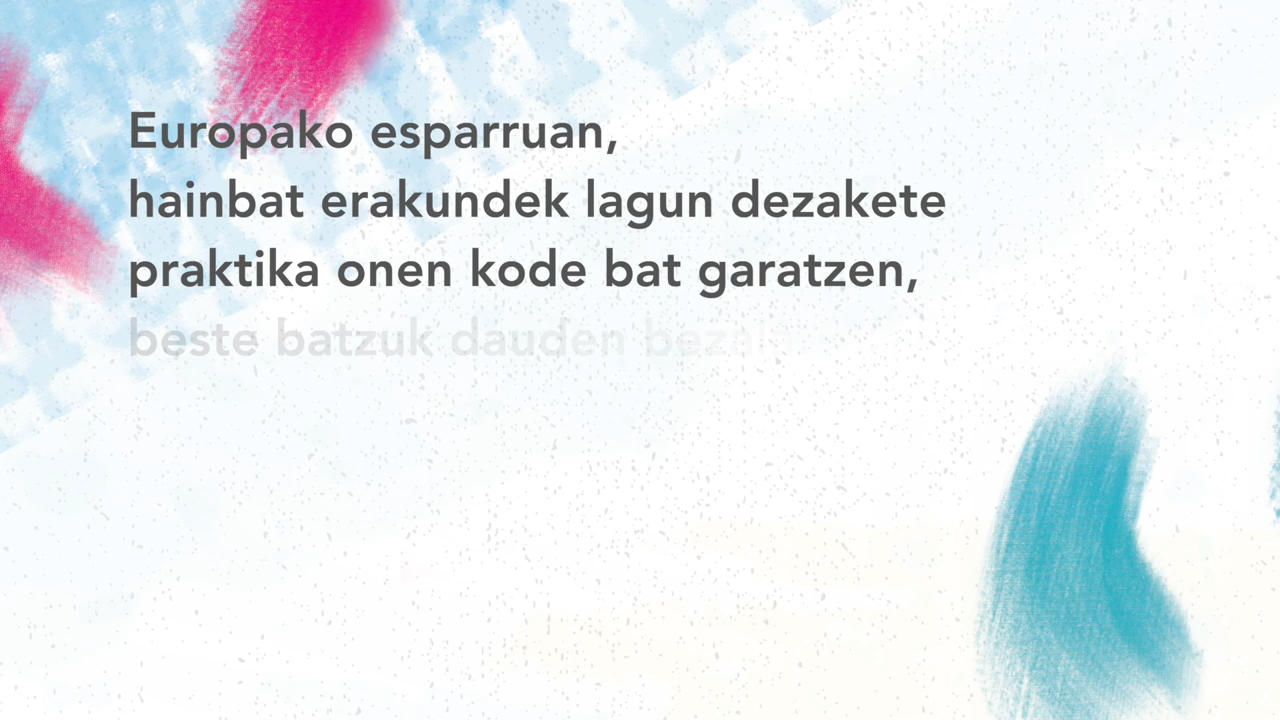 Europako esparruan,
hainbat erakundek lagun dezakete
praktika onen kode bat garatzen,
beste batzuk dauden